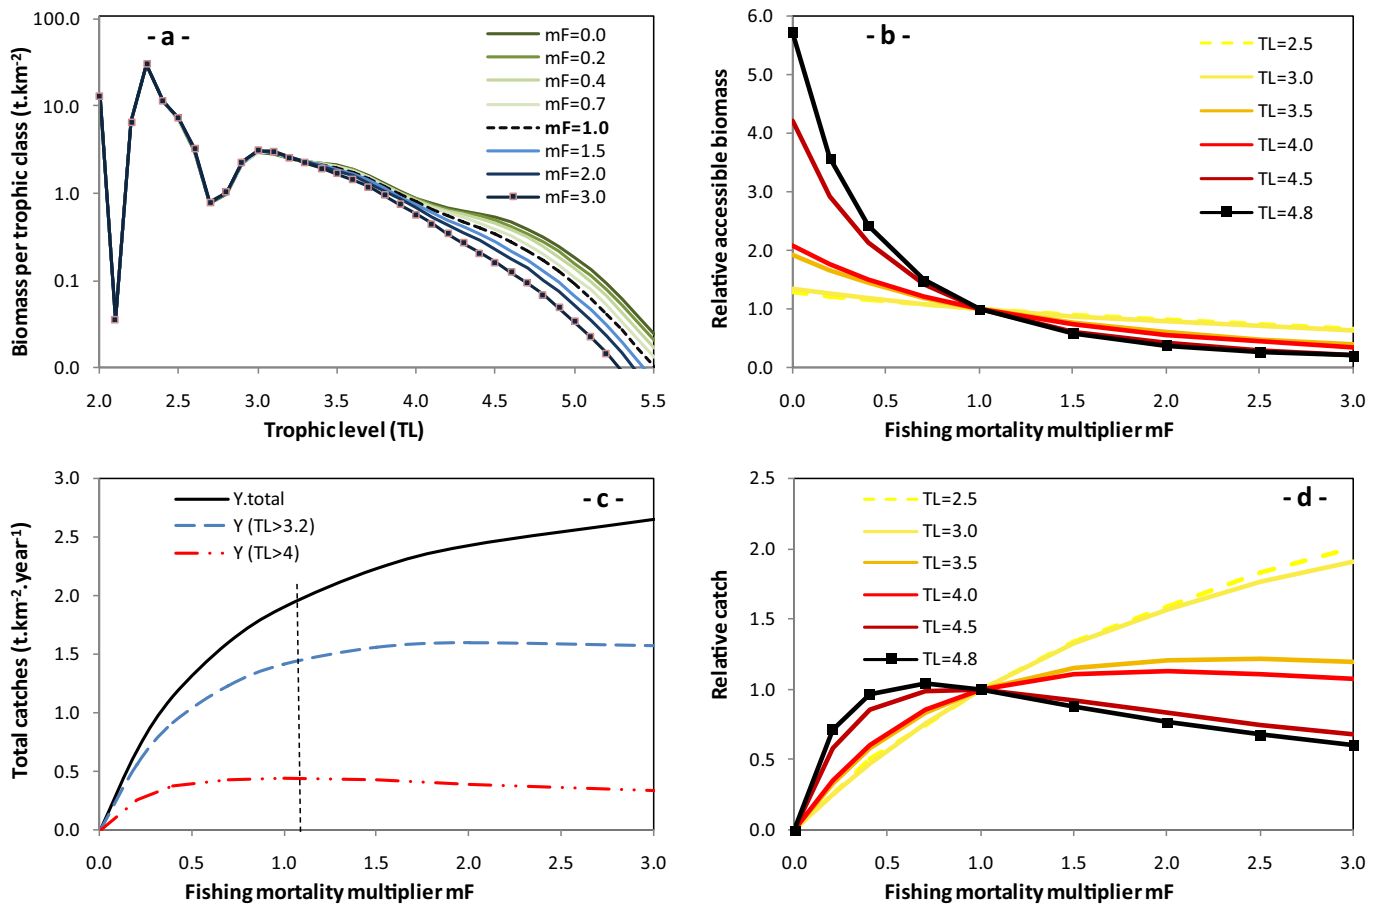 - a -
Biomass per trophic class (t.km-2)
100.0
10.0
1.0
0.1
0.0
mF=0.0
mF=0.2
mF=0.4
mF=0.7
mF=1.0
mF=1.5
mF=2.0
mF=3.0
2.0 2.5 3.0 3.5 4.0 4.5 5.0 5.5
Trophic level (TL)
- b -
Relative accessible biomass
6.0
5.0
4.0
3.0
2.0
1.0
0.0
TL=2.5
TL=3.0
TL=3.5
TL=4.0
TL=4.5
TL=4.8
0.0 0.5 1.0 1.5 2.0 2.5 3.0
Fishing mortality multiplier mF
- c -
Total catches (t.km-2.year-1)
3.0
2.5
2.0
1.5
1.0
0.5
0.0
Y.total
Y (TL>3.2)
Y (TL>4)
0.0 0.5 1.0 1.5 2.0 2.5 3.0
Fishing mortality multiplier mF
- d -
Relative catch
2.5
2.0
1.5
1.0
0.5
0.0
TL=2.5
TL=3.0
TL=3.5
TL=4.0
TL=4.5
TL=4.8
0.0 0.5 1.0 1.5 2.0 2.5 3.0
Fishing mortality multiplier mF